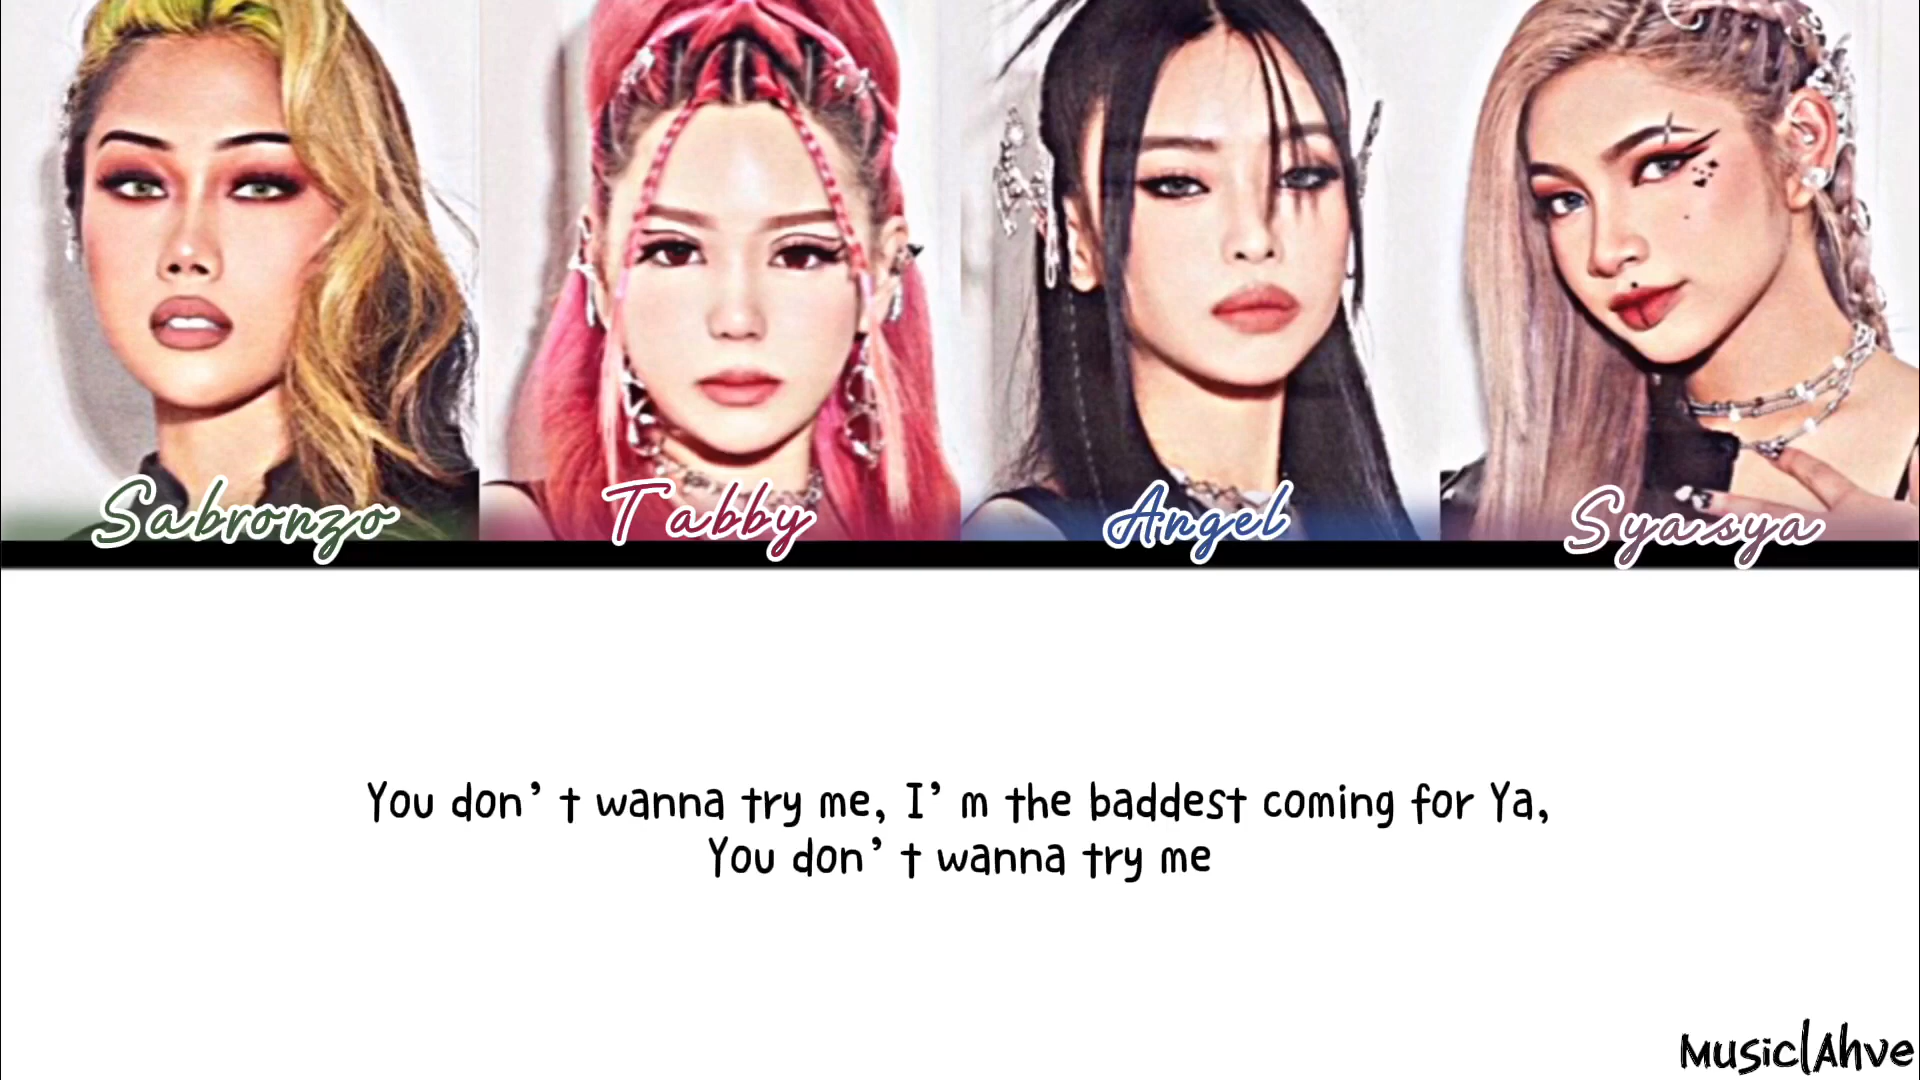 Sabronzo Tabby Angel Syasya
You don't wanna try me, I'm the baddest coming for Ya,
You don't wanna try me
Music|Ahve